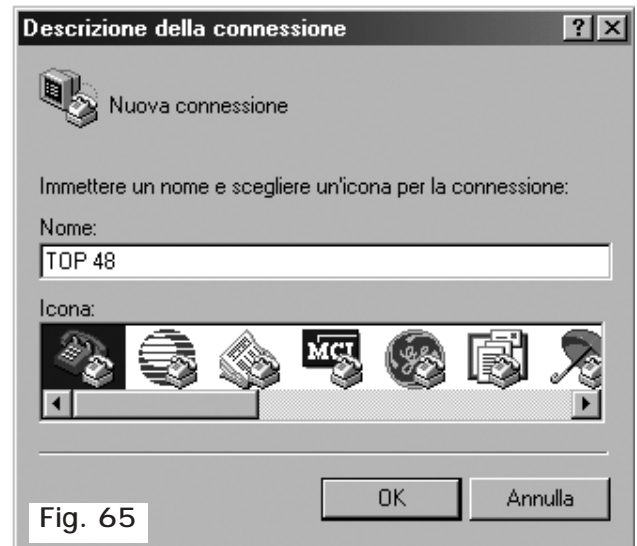 Descrizione della connessione
Nuova connessione
Immettere un nome e scegliere un'icona per la connessione:
Nome:
TOP 48
Icona:
MCI
OK
Annulla
Fig. 65